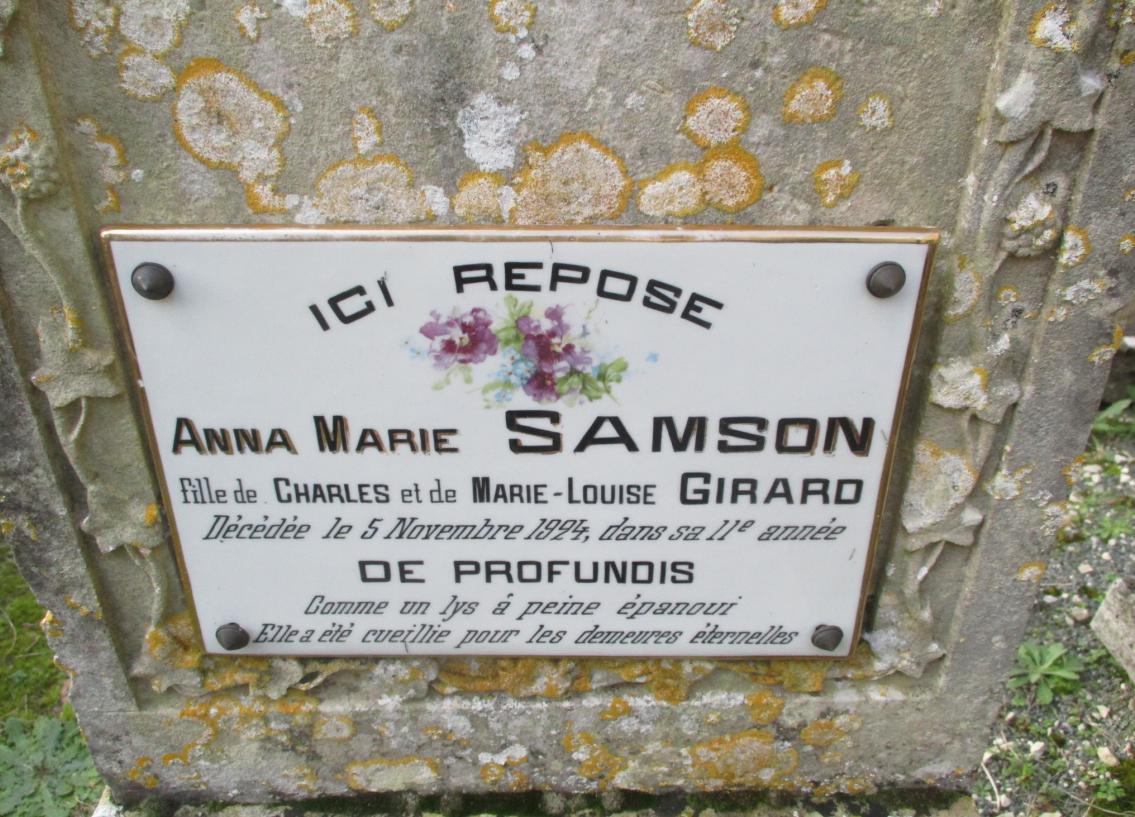 ICI REPOSE
ANNA MARIE SAMSON
fille de CHARLES et de MARIE-LOUISE GIRARD
Décédée le 5 Novembre 1924, dans sa 11e année
DE PROFUNDIS
Comme un lys â peine épanoui
Elle a été cueillie pour les demeures éternelles